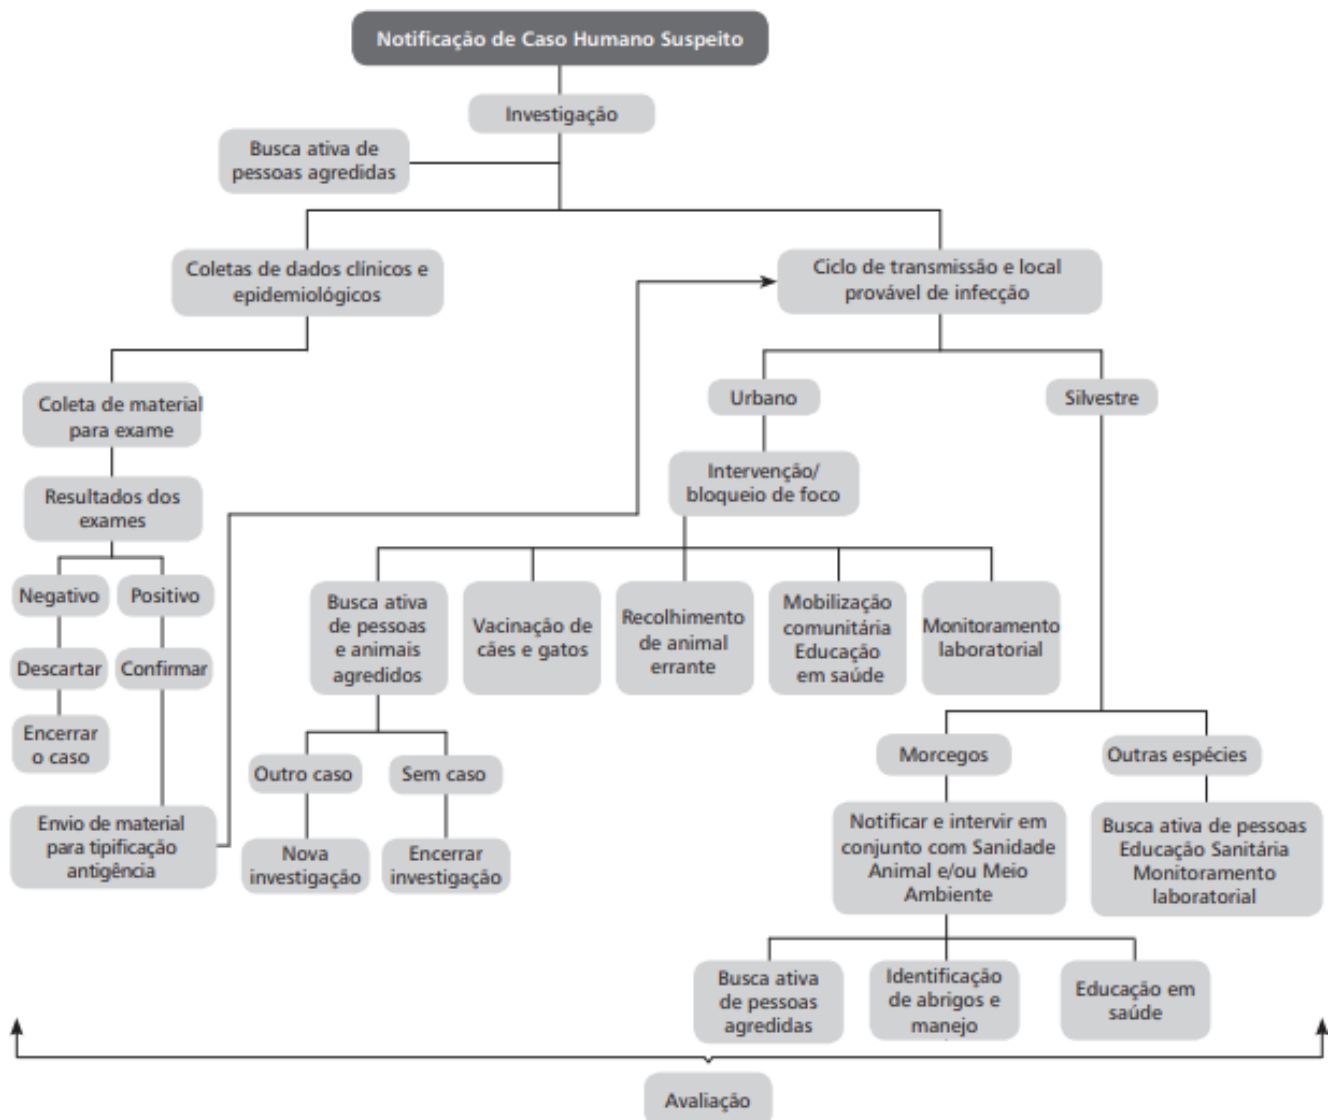 Notificação de Caso Humano Suspeito
Investigação
Busca ativa de
pessoas agredidas
Coletas de dados clínicos e
epidemiológicos
Ciclo de transmissão e local
provável de infecção
Coleta de material
para exame
Urbano
Silvestre
Resultados dos
exames
Intervenção/
bloqueio de foco
Negativo
Positivo
Descartar
Confirmar
Encerrar
o caso
Envio de material
para tipificação
antigência
Busca ativa
de pessoas
e animais
agredidos
Vacinação de
cães e gatos
Recolhimento
de animal
errante
Mobilização
comunitária
Educação
em saúde
Monitoramento
laboratorial
Outro caso
Sem caso
Nova
investigação
Encerrar
investigação
Morcegos
Outras espécies
Notificar e intervir em
conjunto com Sanidade
Animal e/ou Meio
Ambiente
Busca ativa de pessoas
Educação Sanitária
Monitoramento
laboratorial
Busca ativa
de pessoas
agredidas
Identificação
de abrigos e
manejo
Educação em
saúde
Avaliação